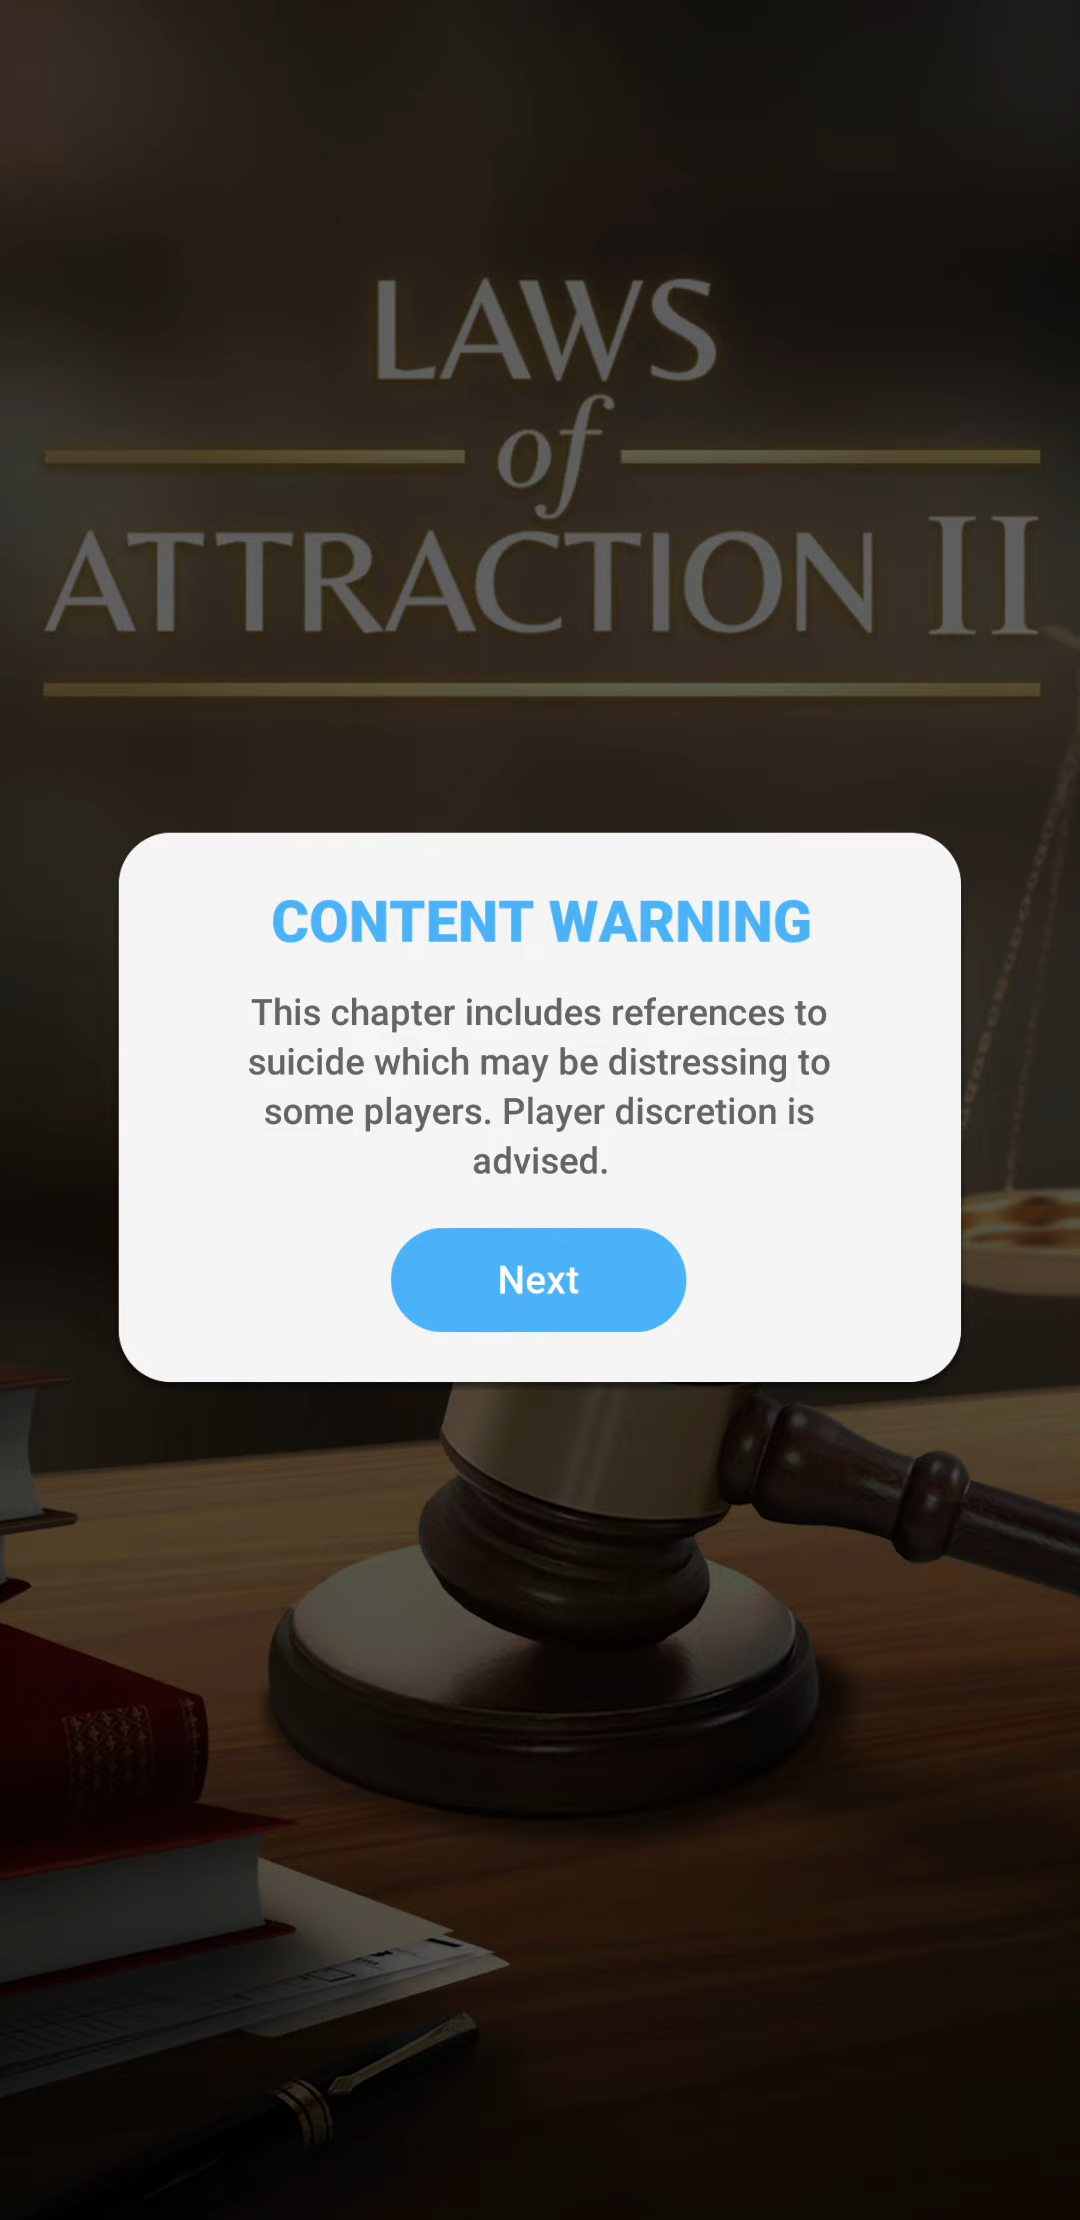 LAWS
of
ATTRACTION II
CONTENT WARNING
This chapter includes references to
suicide which may be distressing to
some players. Player discretion is
advised.
Next